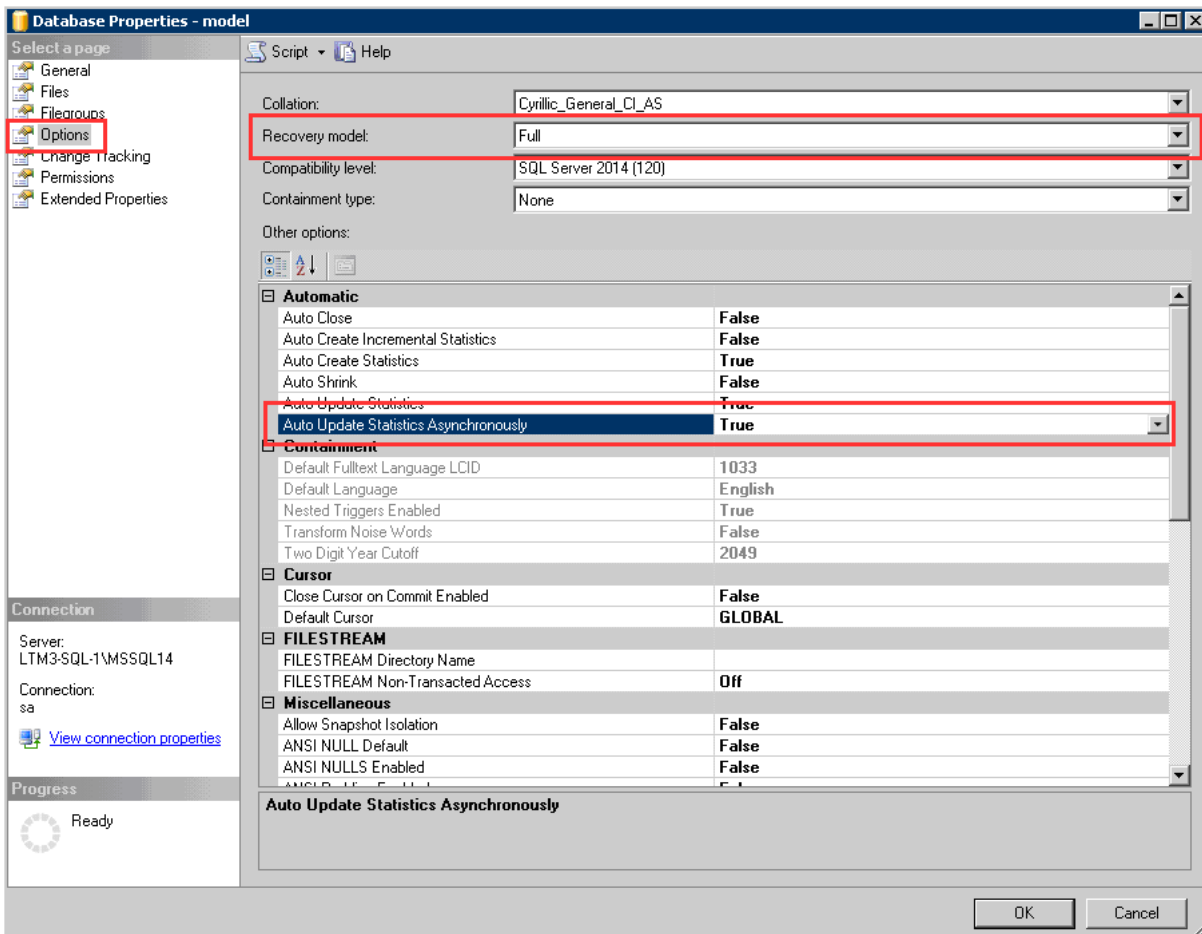 Database Properties - model
Select a page
General
Files
Filegroups
Options
Change Tracking
Permissions
Extended Properties
Connection
Server:
LTM3-SQL-1\MSSQL14
Connection:
sa
View connection properties
Progress
Ready
Script Help
Collation: Cyrillic_General_CI_AS
Recovery model: Full
Compatibility level: SQL Server 2014 (120)
Containment type: None
Other options:
Automatic
Auto Close False
Auto Create Incremental Statistics False
Auto Create Statistics True
Auto Shrink False
Auto Update Statistics True
Auto Update Statistics Asynchronously True
Containment
Default Fulltext Language LCID 1033
Default Language English
Nested Triggers Enabled True
Transform Noise Words False
Two Digit Year Cutoff 2049
Cursor
Close Cursor on Commit Enabled False
Default Cursor GLOBAL
FILESTREAM
FILESTREAM Directory Name
FILESTREAM Non-Transacted Access Off
Miscellaneous
Allow Snapshot Isolation False
ANSI NULL Default False
ANSI NULLS Enabled False
Auto Update Statistics Asynchronously
OK Cancel